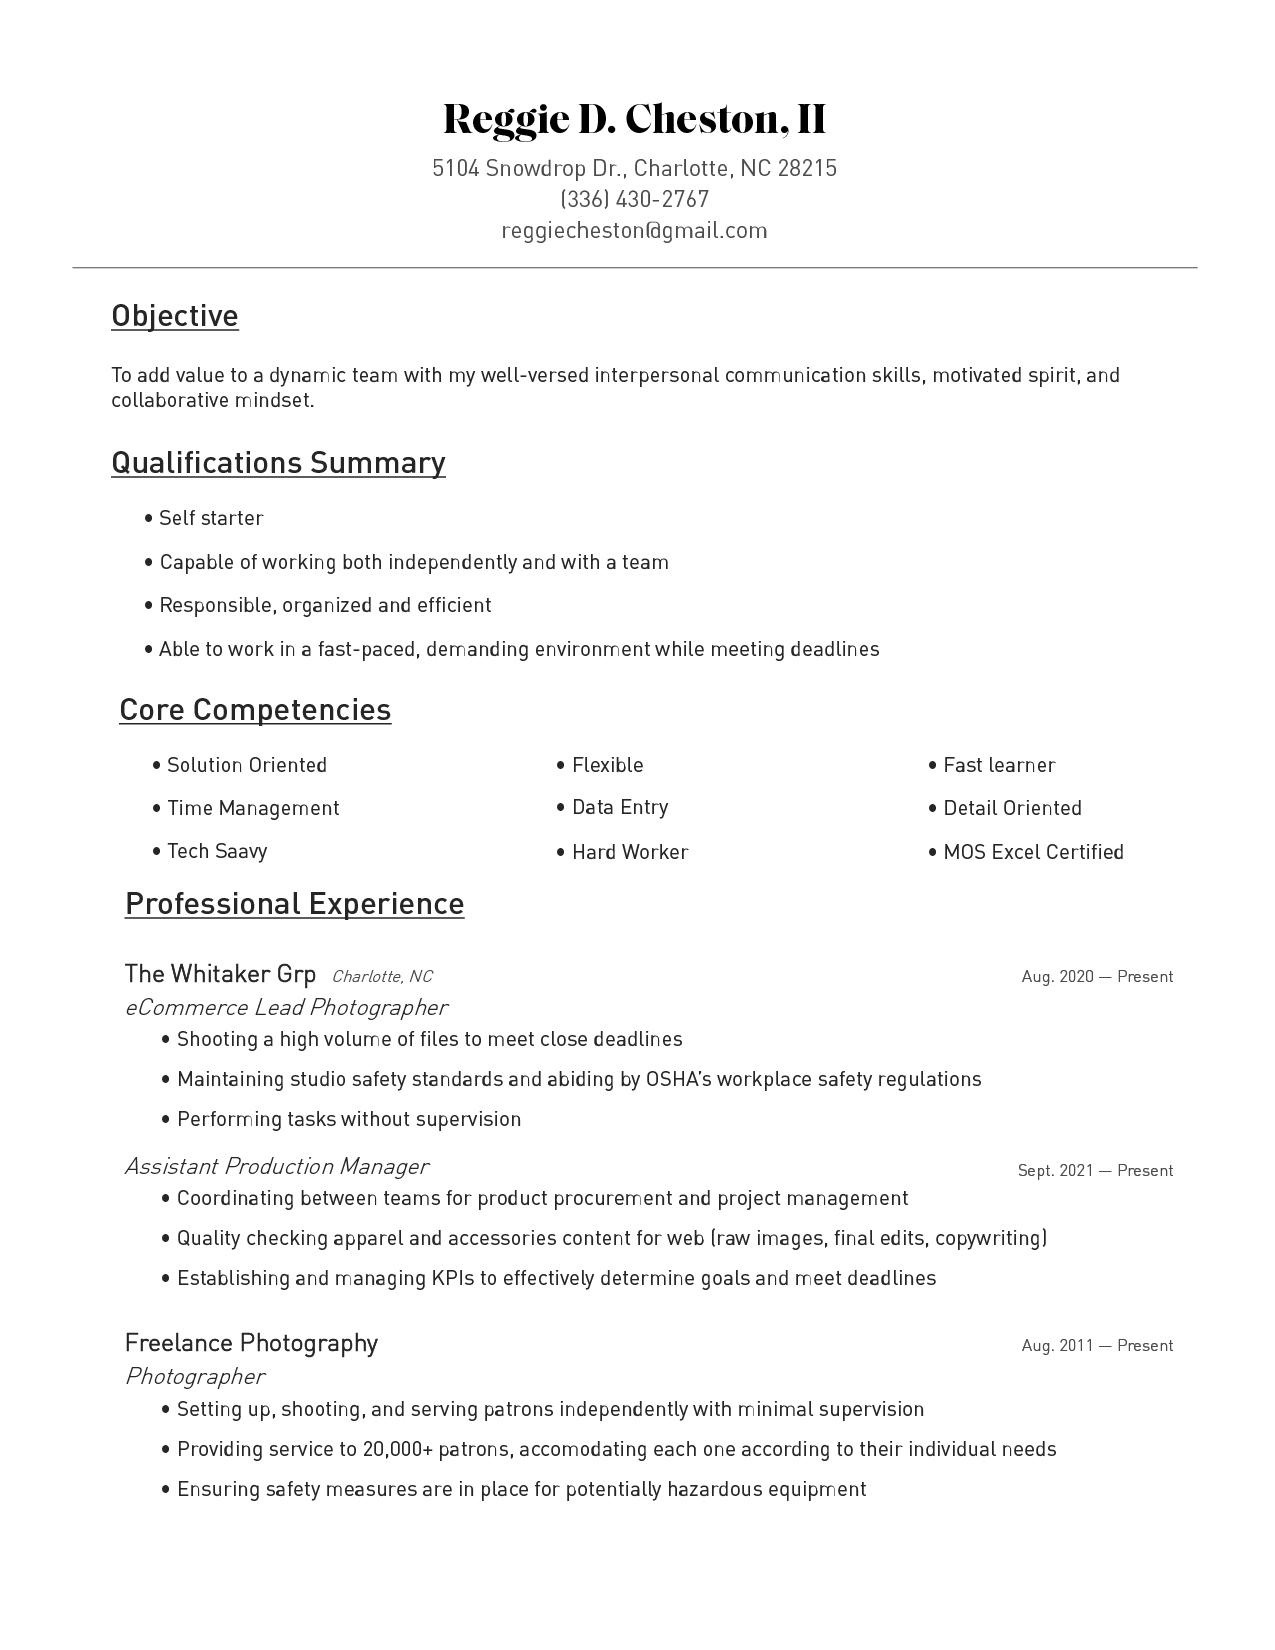 Reggie D. Cheston, II
5104 Snowdrop Dr., Charlotte, NC 28215
(336) 430-2767
reggiecheston@gmail.com
Objective
To add value to a dynamic team with my well-versed interpersonal communication skills, motivated spirit, and
collaborative mindset.
Qualifications Summary
• Self starter
• Capable of working both independently and with a team
• Responsible, organized and efficient
• Able to work in a fast-paced, demanding environment while meeting deadlines
Core Competencies
• Solution Oriented • Flexible • Fast learner
• Time Management • Data Entry • Detail Oriented
• Tech Saavy • Hard Worker • MOS Excel Certified
Professional Experience
The Whitaker Grp Charlotte, NC Aug. 2020 — Present
eCommerce Lead Photographer
• Shooting a high volume of files to meet close deadlines
• Maintaining studio safety standards and abiding by OSHA’s workplace safety regulations
• Performing tasks without supervision
Assistant Production Manager Sept. 2021 — Present
• Coordinating between teams for product procurement and project management
• Quality checking apparel and accessories content for web (raw images, final edits, copywriting)
• Establishing and managing KPIs to effectively determine goals and meet deadlines
Freelance Photography Aug. 2011 — Present
Photographer
• Setting up, shooting, and serving patrons independently with minimal supervision
• Providing service to 20,000+ patrons, accomodating each one according to their individual needs
• Ensuring safety measures are in place for potentially hazardous equipment